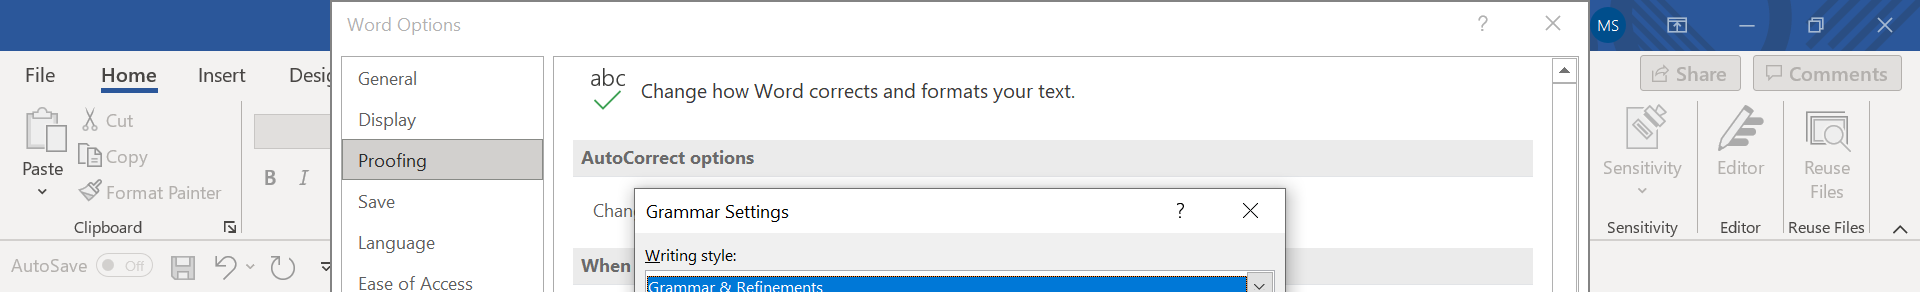 Word Options
?
MS
File
Home
Insert
General
abc
Change how Word corrects and formats your text.
Share
Comments
Display
Cut
Paste
Copy
Proofing
AutoCorrect options
Sensitivity
Editor
Reuse
Files
B I
Format Painter
Save
Grammar Settings
?
Clipboard
Language
Writing style:
Sensitivity
Editor
Reuse Files
AutoSave
Off
Ease of Access
When
Grammar & Refinements